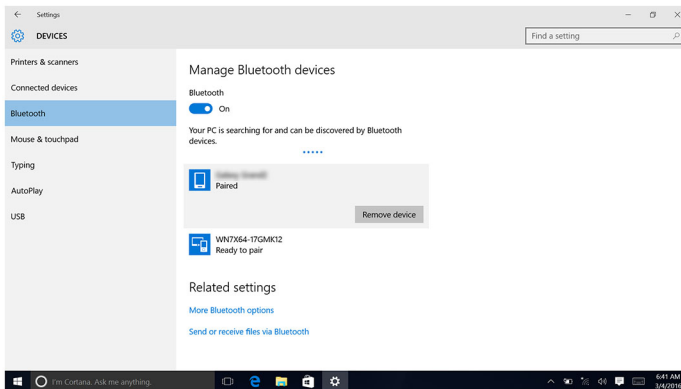 Settings
DEVICES
Find a setting
Printers & scanners
Connected devices
Bluetooth
Mouse & touchpad
Typing
AutoPlay
USB
Manage Bluetooth devices
Bluetooth
On
Your PC is searching for and can be discovered by Bluetooth
devices.
Paired
Remove device
WN7X64-17GMK12
Ready to pair
Related settings
More Bluetooth options
Send or receive files via Bluetooth
I'm Cortana. Ask me anything.
6:41 AM
3/4/2016